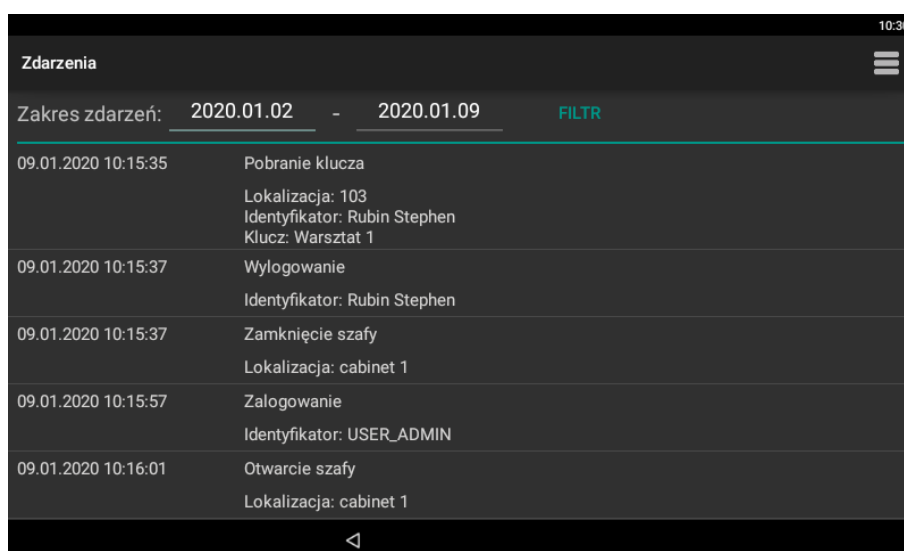 10:30
Zdarzenia
Zakres zdarzeń: 2020.01.02 - 2020.01.09 FILTR
09.01.2020 10:15:35 Pobranie klucza
Lokalizacja: 103
Identyfikator: Rubin Stephen
Klucz: Warsztat 1
09.01.2020 10:15:37 Wylogowanie
Identyfikator: Rubin Stephen
09.01.2020 10:15:37 Zamknięcie szafy
Lokalizacja: cabinet 1
09.01.2020 10:15:57 Zalogowanie
Identyfikator: USER_ADMIN
09.01.2020 10:16:01 Otwarcie szafy
Lokalizacja: cabinet 1